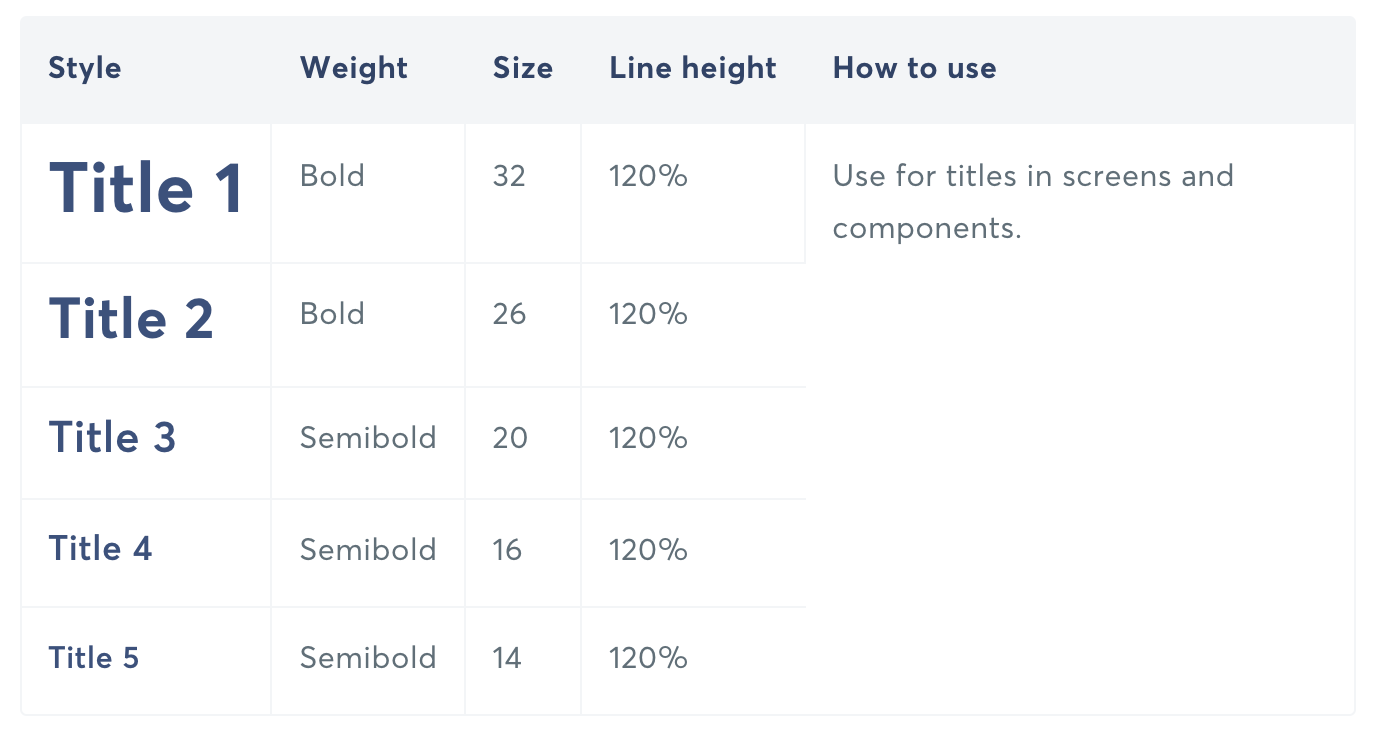 Style Weight Size Line height How to use
Title 1 Bold 32 120% Use for titles in screens and
components.
Title 2 Bold 26 120%
Title 3 Semibold 20 120%
Title 4 Semibold 16 120%
Title 5 Semibold 14 120%